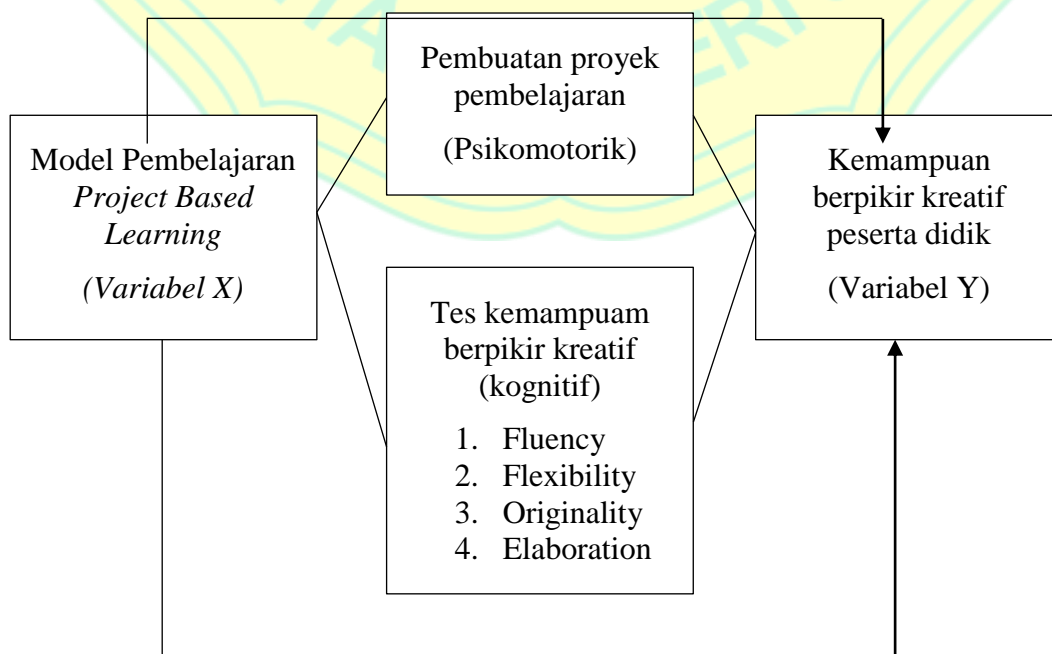 Model Pembelajaran
Project Based
Learning
(Variabel X)
Pembuatan proyek
pembelajaran
(Psikomotorik)
Tes kemampuam
berpikir kreatif
(kognitif)
1. Fluency
2. Flexibility
3. Originality
4. Elaboration
Kemampuan
berpikir kreatif
peserta didik
(Variabel Y)